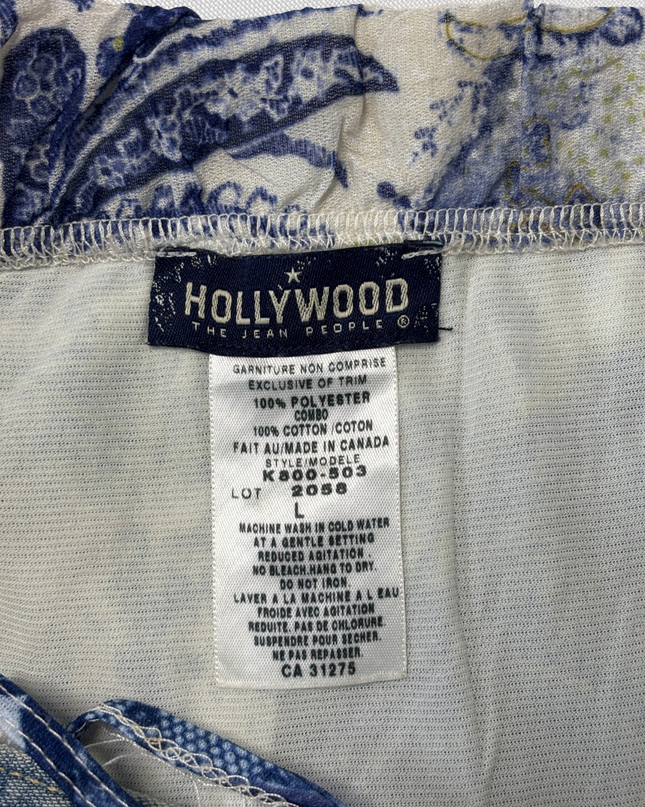 HOLLYWOOD
THE JEAN PEOPLE ®
GARNITURE NON COMPRISE
EXCLUSIVE OF TRIM
100% POLYESTER
COMBO
100% COTTON /COTON
FAIT AU/MADE IN CANADA
STYLE/MODELE
K800-503
LOT 2058
L
MACHINE WASH IN COLD WATER
AT A GENTLE SETTING
REDUCED AGITATION .
NO BLEACH.HANG TO DRY.
DO NOT IRON.
LAVER A LA MACHINE A L EAU
FROIDE AVEC AGITATION
REDUITE. PAS DE CHLORURE.
SUSPENDRE POUR SECHER.
NE PAS REPASSER.
CA 31275